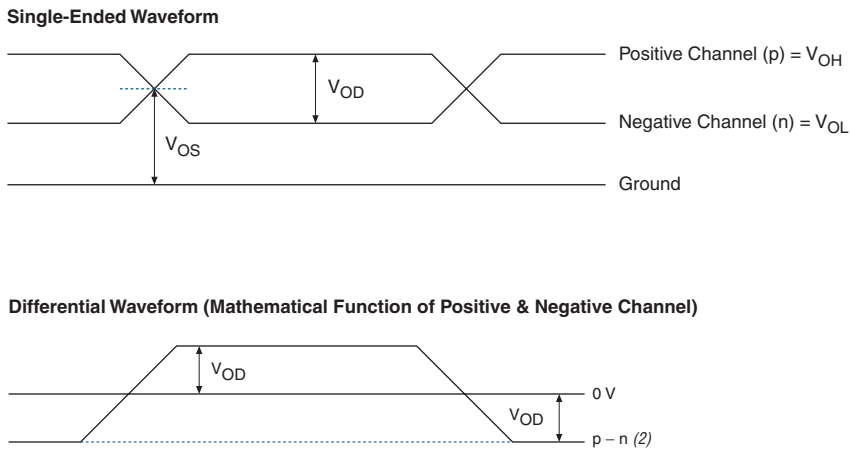 Single-Ended Waveform
Positive Channel (p) = VOH
VOD
Negative Channel (n) = VOL
VOS
Ground
Differential Waveform (Mathematical Function of Positive & Negative Channel)
VOD
0 V
VOD
p − n (2)